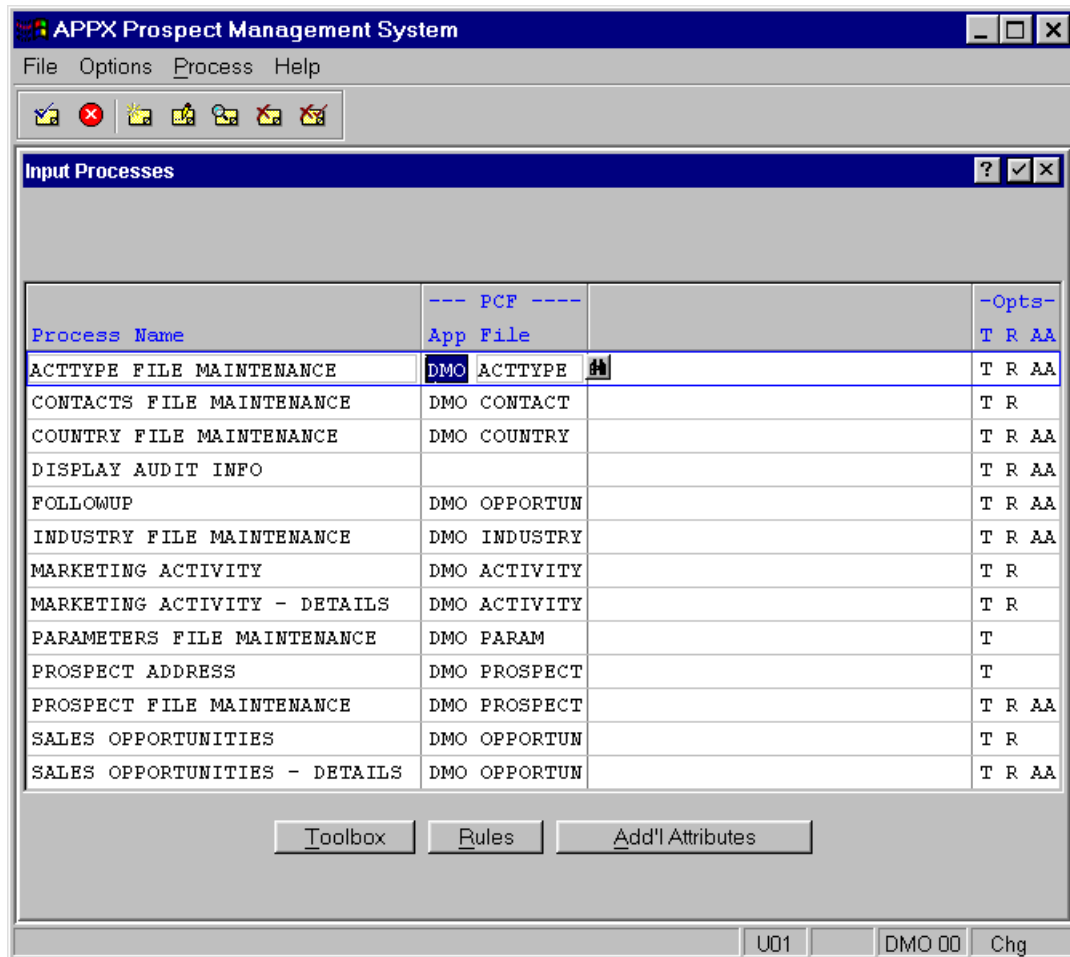 APPX Prospect Management System
File Options Process Help
Input Processes
--- PCF ---- -Opts-
Process Name App File T R AA
ACTTYPE FILE MAINTENANCE DMO ACTTYPE T R AA
CONTACTS FILE MAINTENANCE DMO CONTACT T R
COUNTRY FILE MAINTENANCE DMO COUNTRY T R AA
DISPLAY AUDIT INFO T R AA
FOLLOWUP DMO OPPORTUN T R AA
INDUSTRY FILE MAINTENANCE DMO INDUSTRY T R AA
MARKETING ACTIVITY DMO ACTIVITY T R
MARKETING ACTIVITY - DETAILS DMO ACTIVITY T R
PARAMETERS FILE MAINTENANCE DMO PARAM T
PROSPECT ADDRESS DMO PROSPECT T
PROSPECT FILE MAINTENANCE DMO PROSPECT T R AA
SALES OPPORTUNITIES DMO OPPORTUN T R
SALES OPPORTUNITIES - DETAILS DMO OPPORTUN T R AA
Toolbox Rules Add'l Attributes
U01 DMO 00 Chg